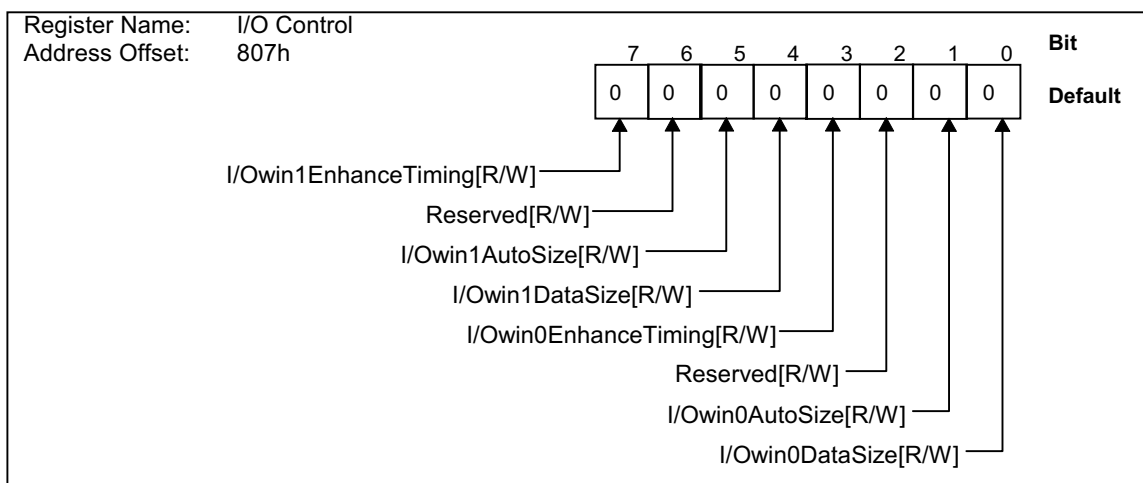 Register Name: I/O Control
Address Offset: 807h
7 6 5 4 3 2 1 0 Bit
0 0 0 0 0 0 0 0 Default
I/Owin1EnhanceTiming[R/W]
Reserved[R/W]
I/Owin1AutoSize[R/W]
I/Owin1DataSize[R/W]
I/Owin0EnhanceTiming[R/W]
Reserved[R/W]
I/Owin0AutoSize[R/W]
I/Owin0DataSize[R/W]